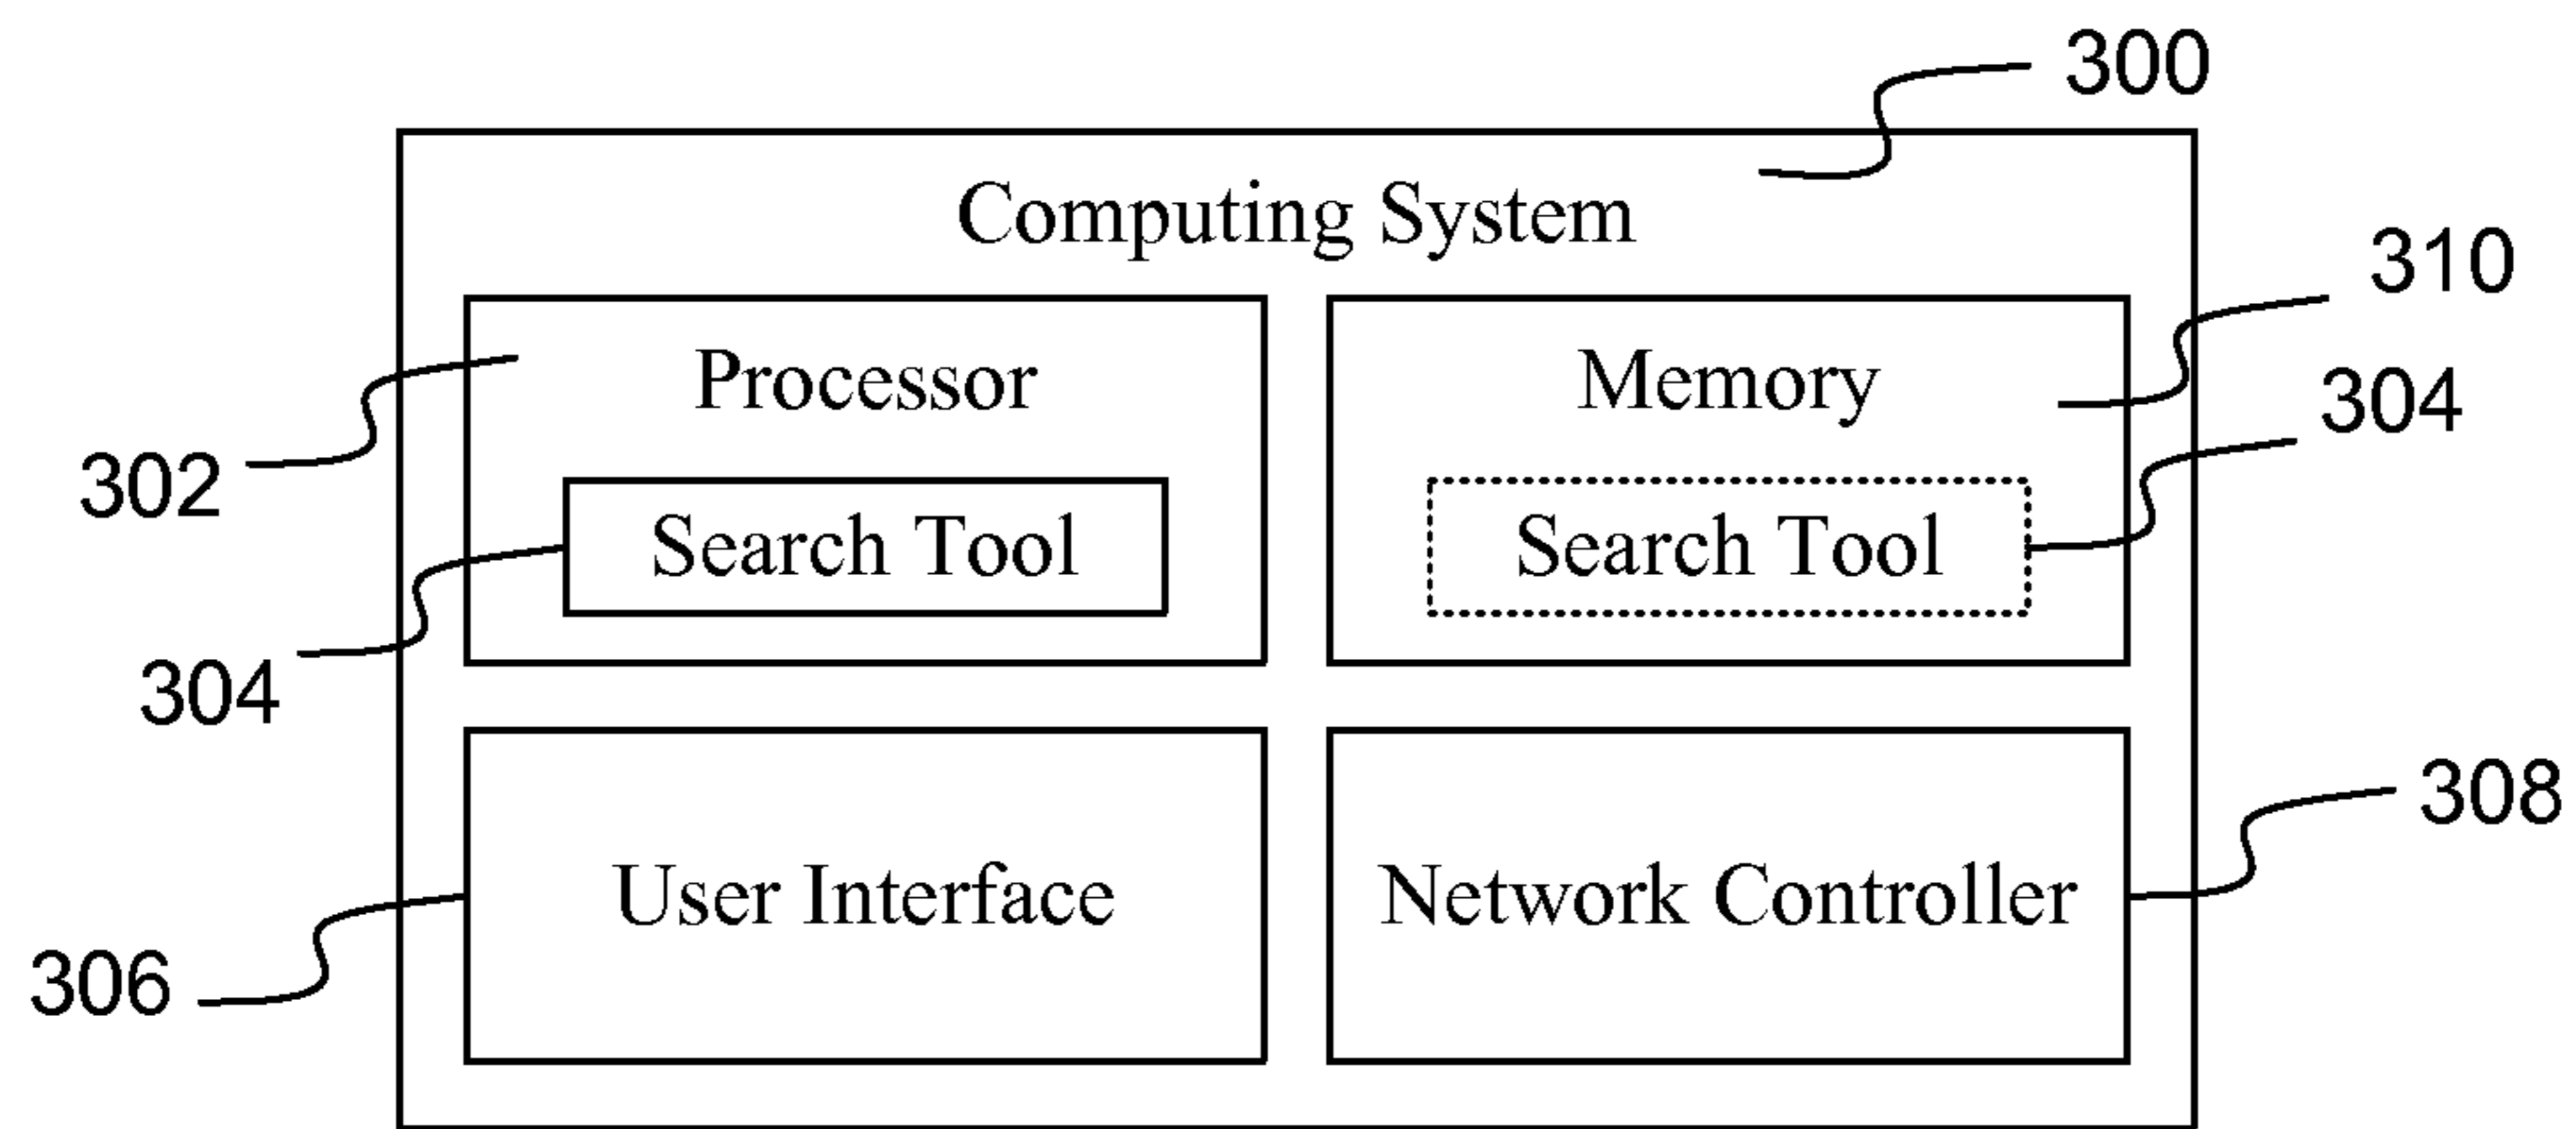 300
Computing System
310
Processor
Memory
304
302
Search Tool
Search Tool
304
308
User Interface
Network Controller
306